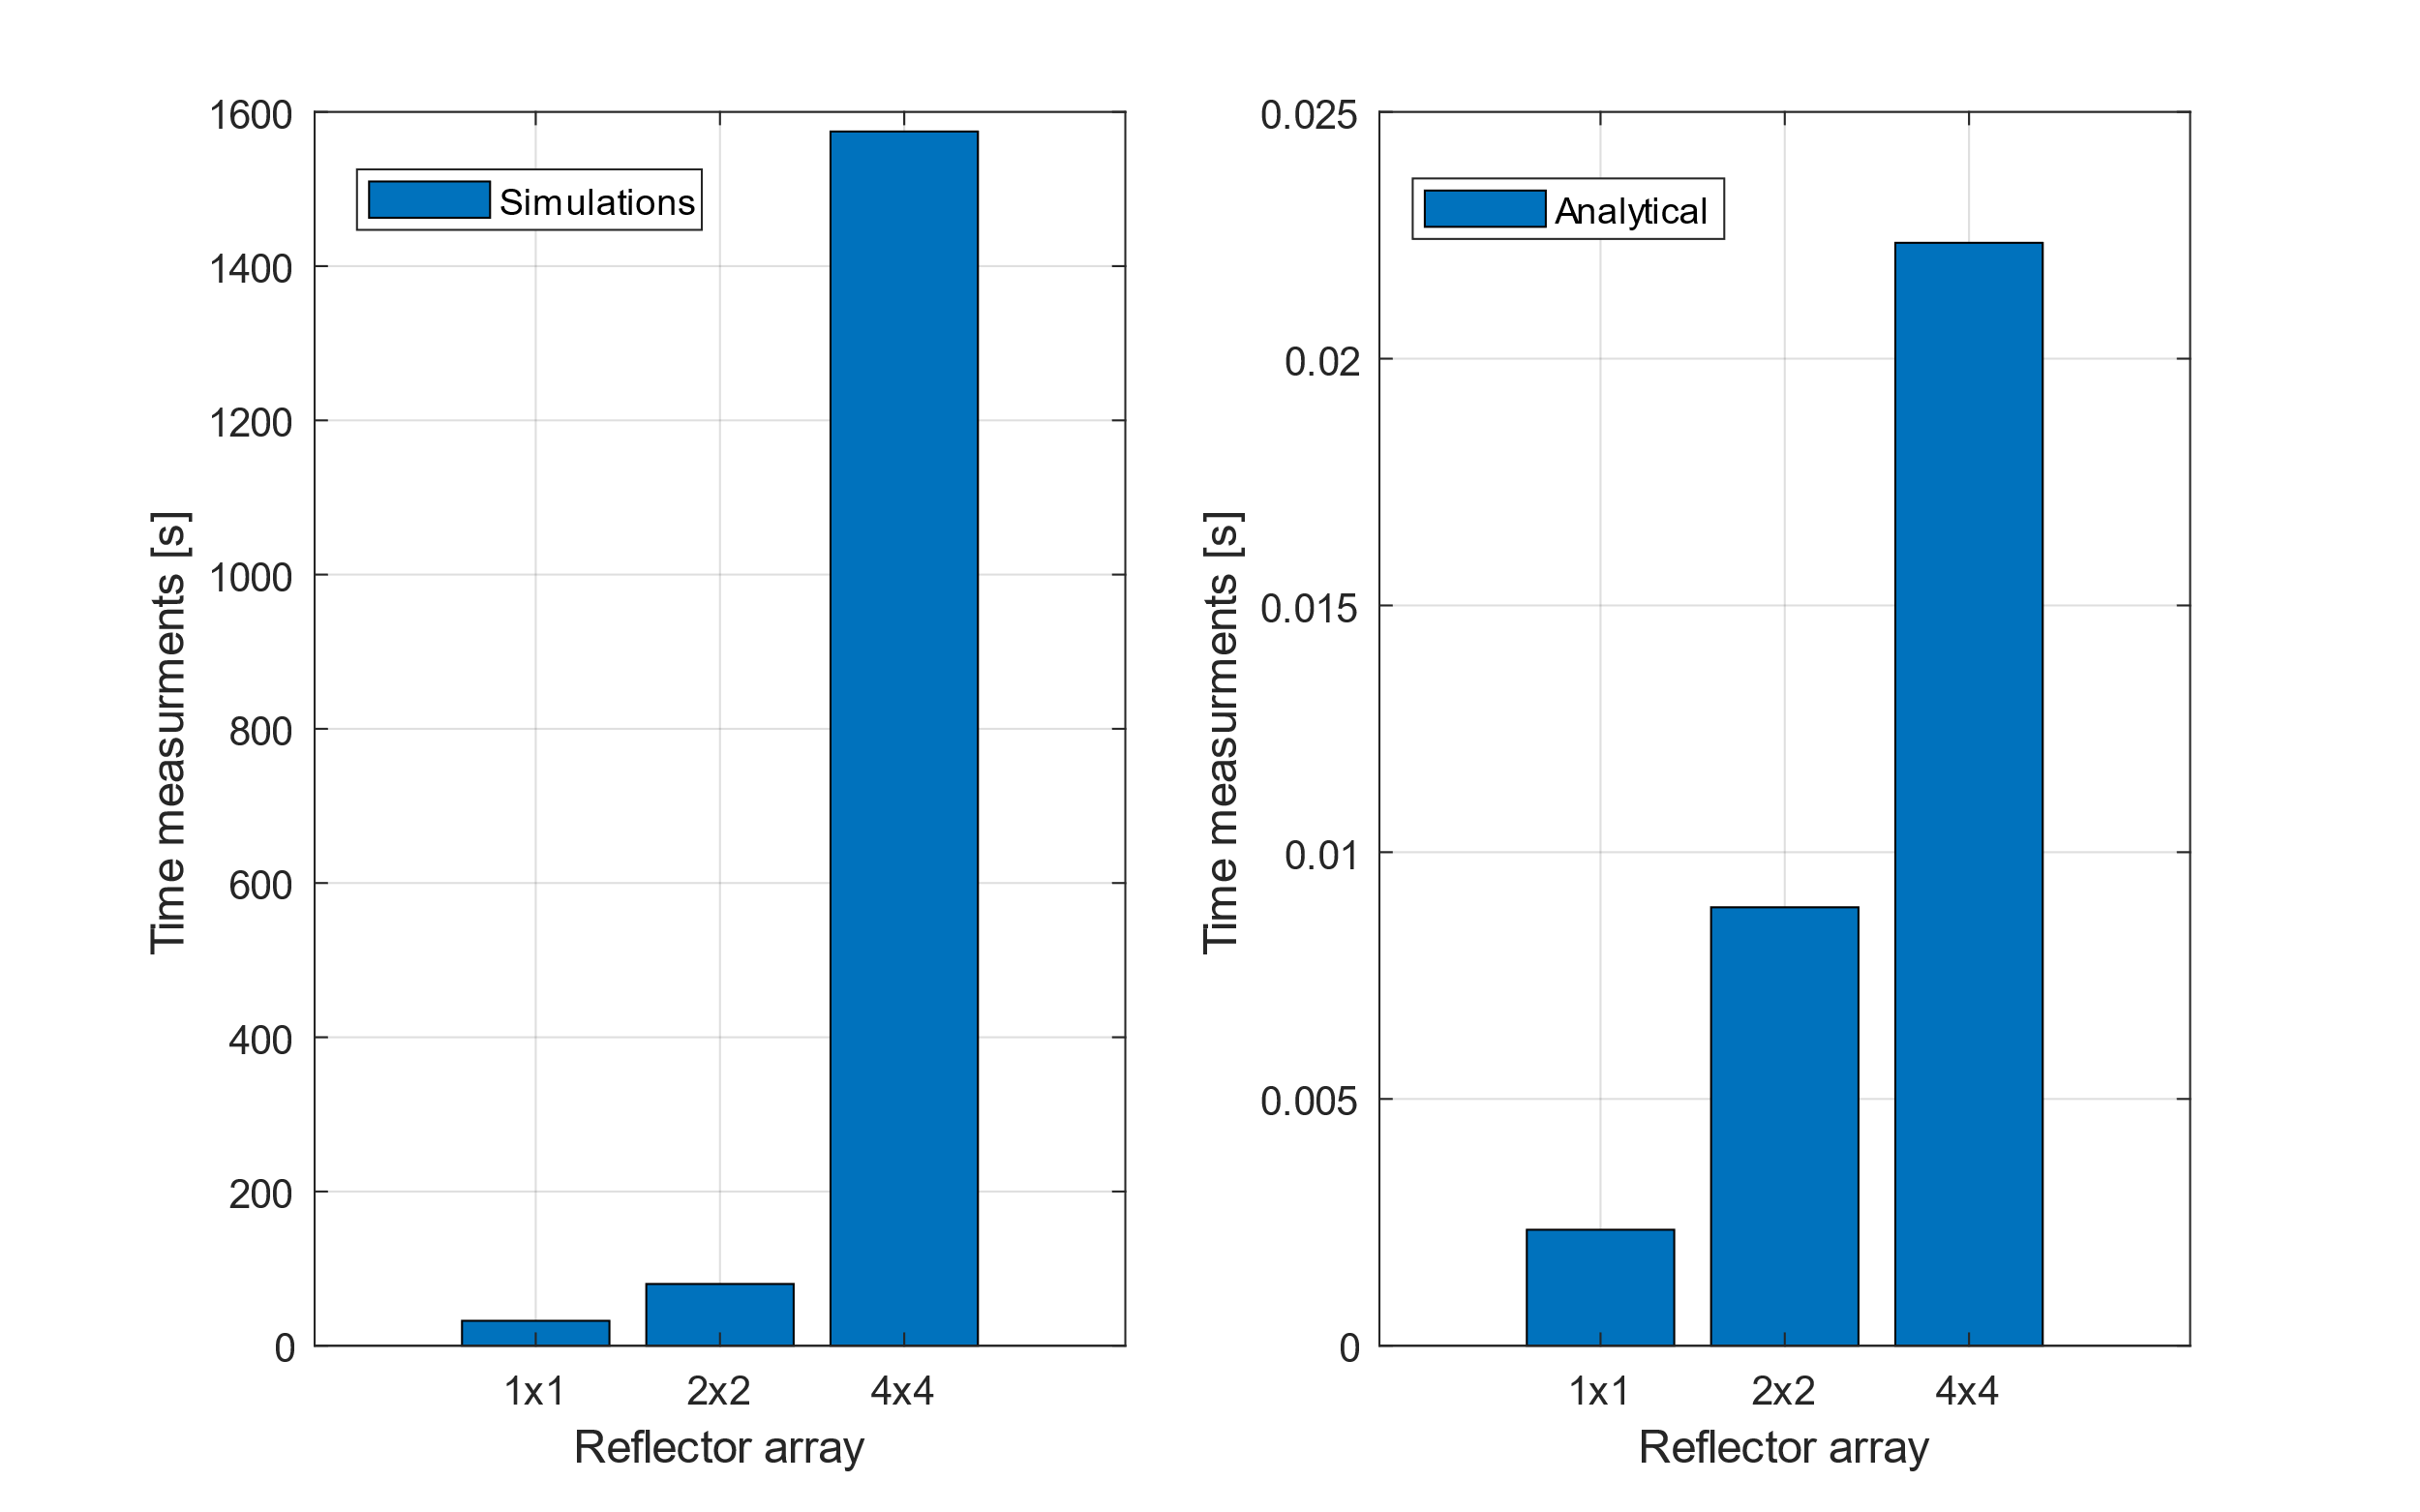 1600
1400
1200
1000
800
600
400
200
0
Time measurments [s]
Simulations
1x1
2x2
4x4
Reflector array
0.025
0.02
0.015
0.01
0.005
0
Time measurments [s]
Analytical
1x1
2x2
4x4
Reflector array